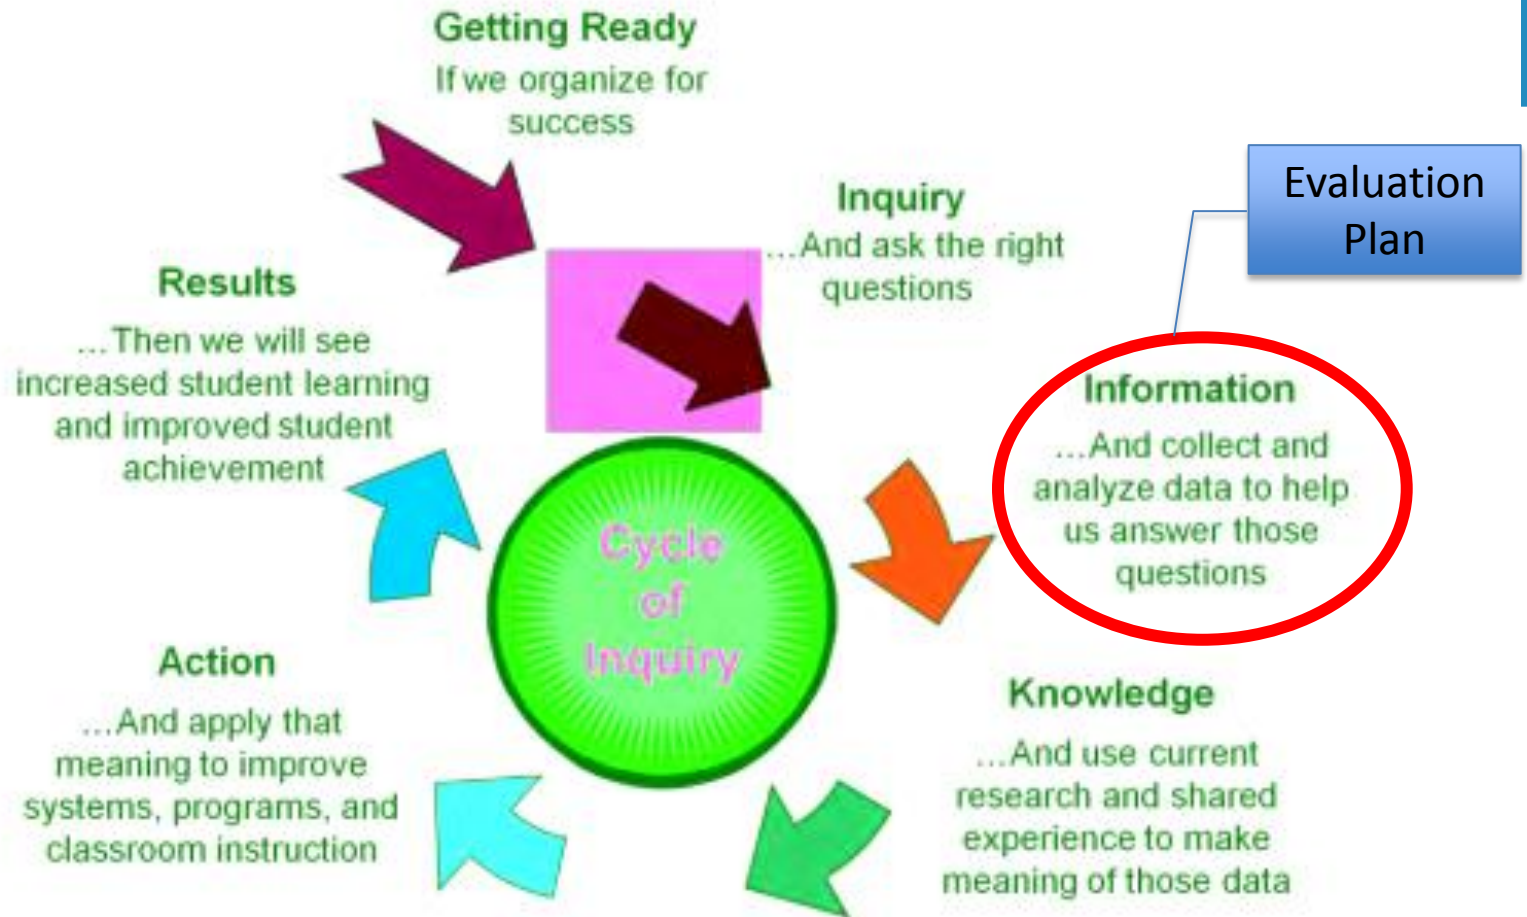 Getting Ready
If we organize for
success
Inquiry
...And ask the right
questions
Evaluation
Plan
Information
...And collect and
analyze data to help
us answer those
questions
Knowledge
...And use current
research and shared
experience to make
meaning of those data
Action
...And apply that
meaning to improve
systems, programs, and
classroom instruction
Results
...Then we will see
increased student learning
and improved student
achievement
Cycle
of
Inquiry